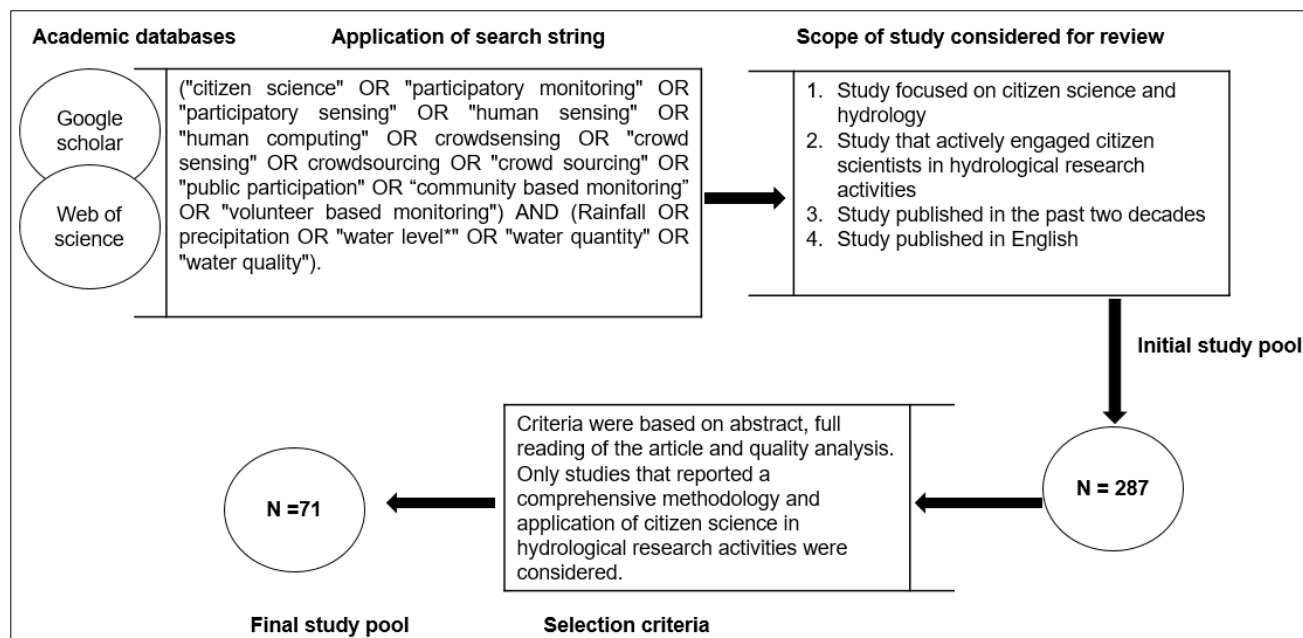 Academic databases
Application of search string
Scope of study considered for review
Google
scholar
Web of
science
("citizen science" OR "participatory monitoring" OR
"participatory sensing" OR "human sensing" OR
"human computing" OR crowdsensing OR "crowd
sensing" OR crowdsourcing OR "crowd sourcing" OR
"public participation" OR “community based monitoring”
OR "volunteer based monitoring") AND (Rainfall OR
precipitation OR "water level*" OR "water quantity" OR
"water quality").
1. Study focused on citizen science and
hydrology
2. Study that actively engaged citizen
scientists in hydrological research
activities
3. Study published in the past two decades
4. Study published in English
Initial study pool
N = 287
Criteria were based on abstract, full
reading of the article and quality analysis.
Only studies that reported a
comprehensive methodology and
application of citizen science in
hydrological research activities were
considered.
N =71
Final study pool
Selection criteria